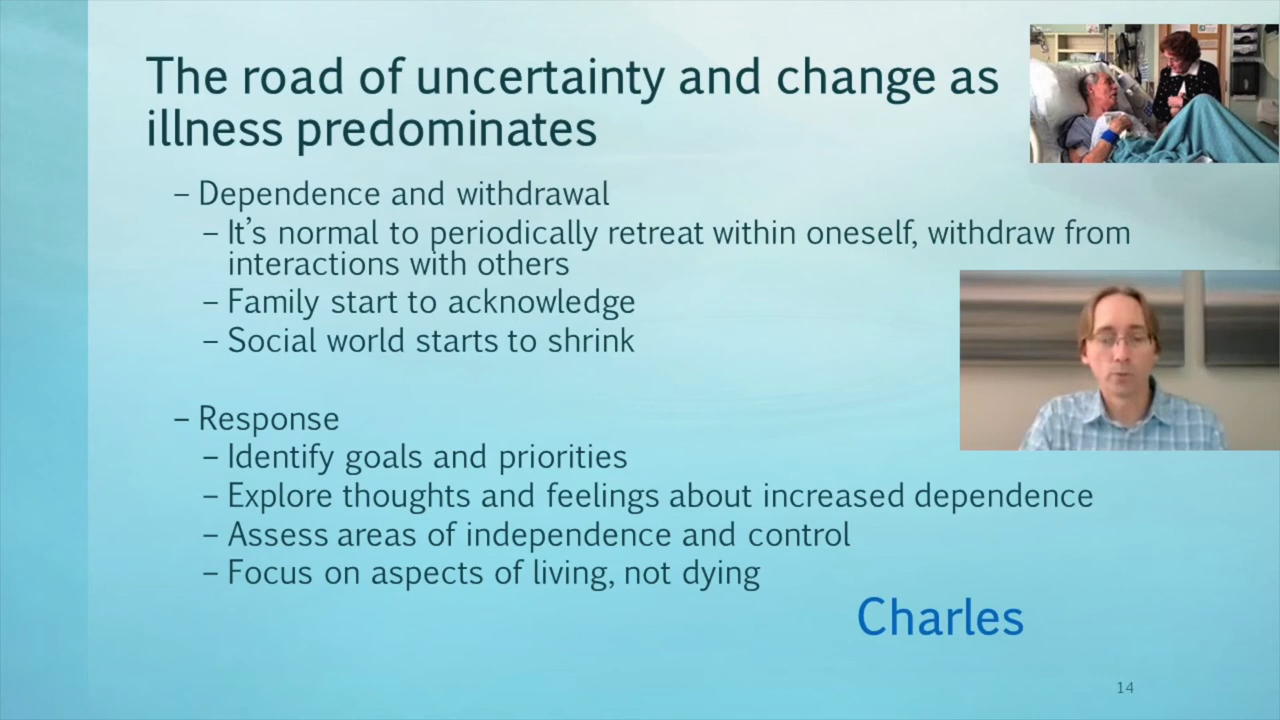 The road of uncertainty and change as
illness predominates
– Dependence and withdrawal
– It’s normal to periodically retreat within oneself, withdraw from
interactions with others
– Family start to acknowledge
– Social world starts to shrink
– Response
– Identify goals and priorities
– Explore thoughts and feelings about increased dependence
– Assess areas of independence and control
– Focus on aspects of living, not dying
Charles
14